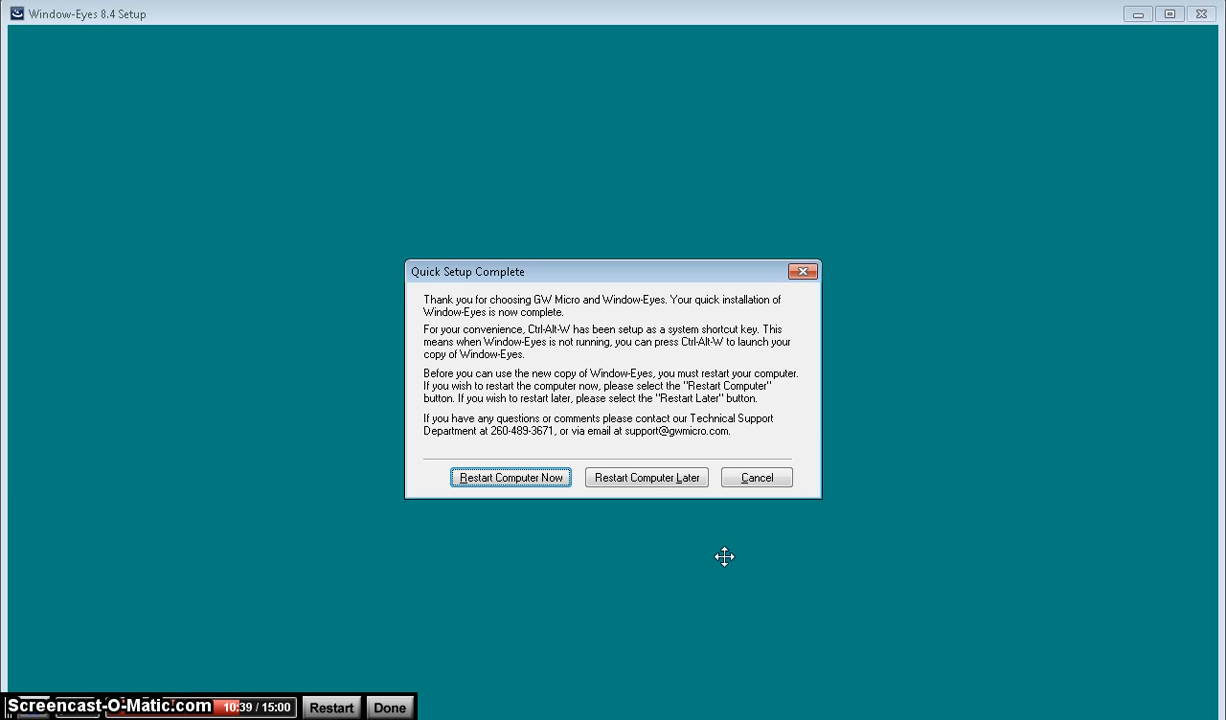 Window-Eyes 8.4 Setup
Quick Setup Complete
Thank you for choosing GW Micro and Window-Eyes. Your quick installation of
Window-Eyes is now complete.
For your convenience, Ctrl-Alt-W has been setup as a system shortcut key. This
means when Window-Eyes is not running, you can press Ctrl-Alt-W to launch your
copy of Window-Eyes.
Before you can use the new copy of Window-Eyes, you must restart your computer.
If you wish to restart the computer now, please select the "Restart Computer"
button. If you wish to restart later, please select the "Restart Later" button.
If you have any questions or comments please contact our Technical Support
Department at 260-489-3671, or via email at support@gwmicro.com.
Restart Computer Now Restart Computer Later Cancel
Screencast-O-Matic.com 10:39 / 15:00 Restart Done